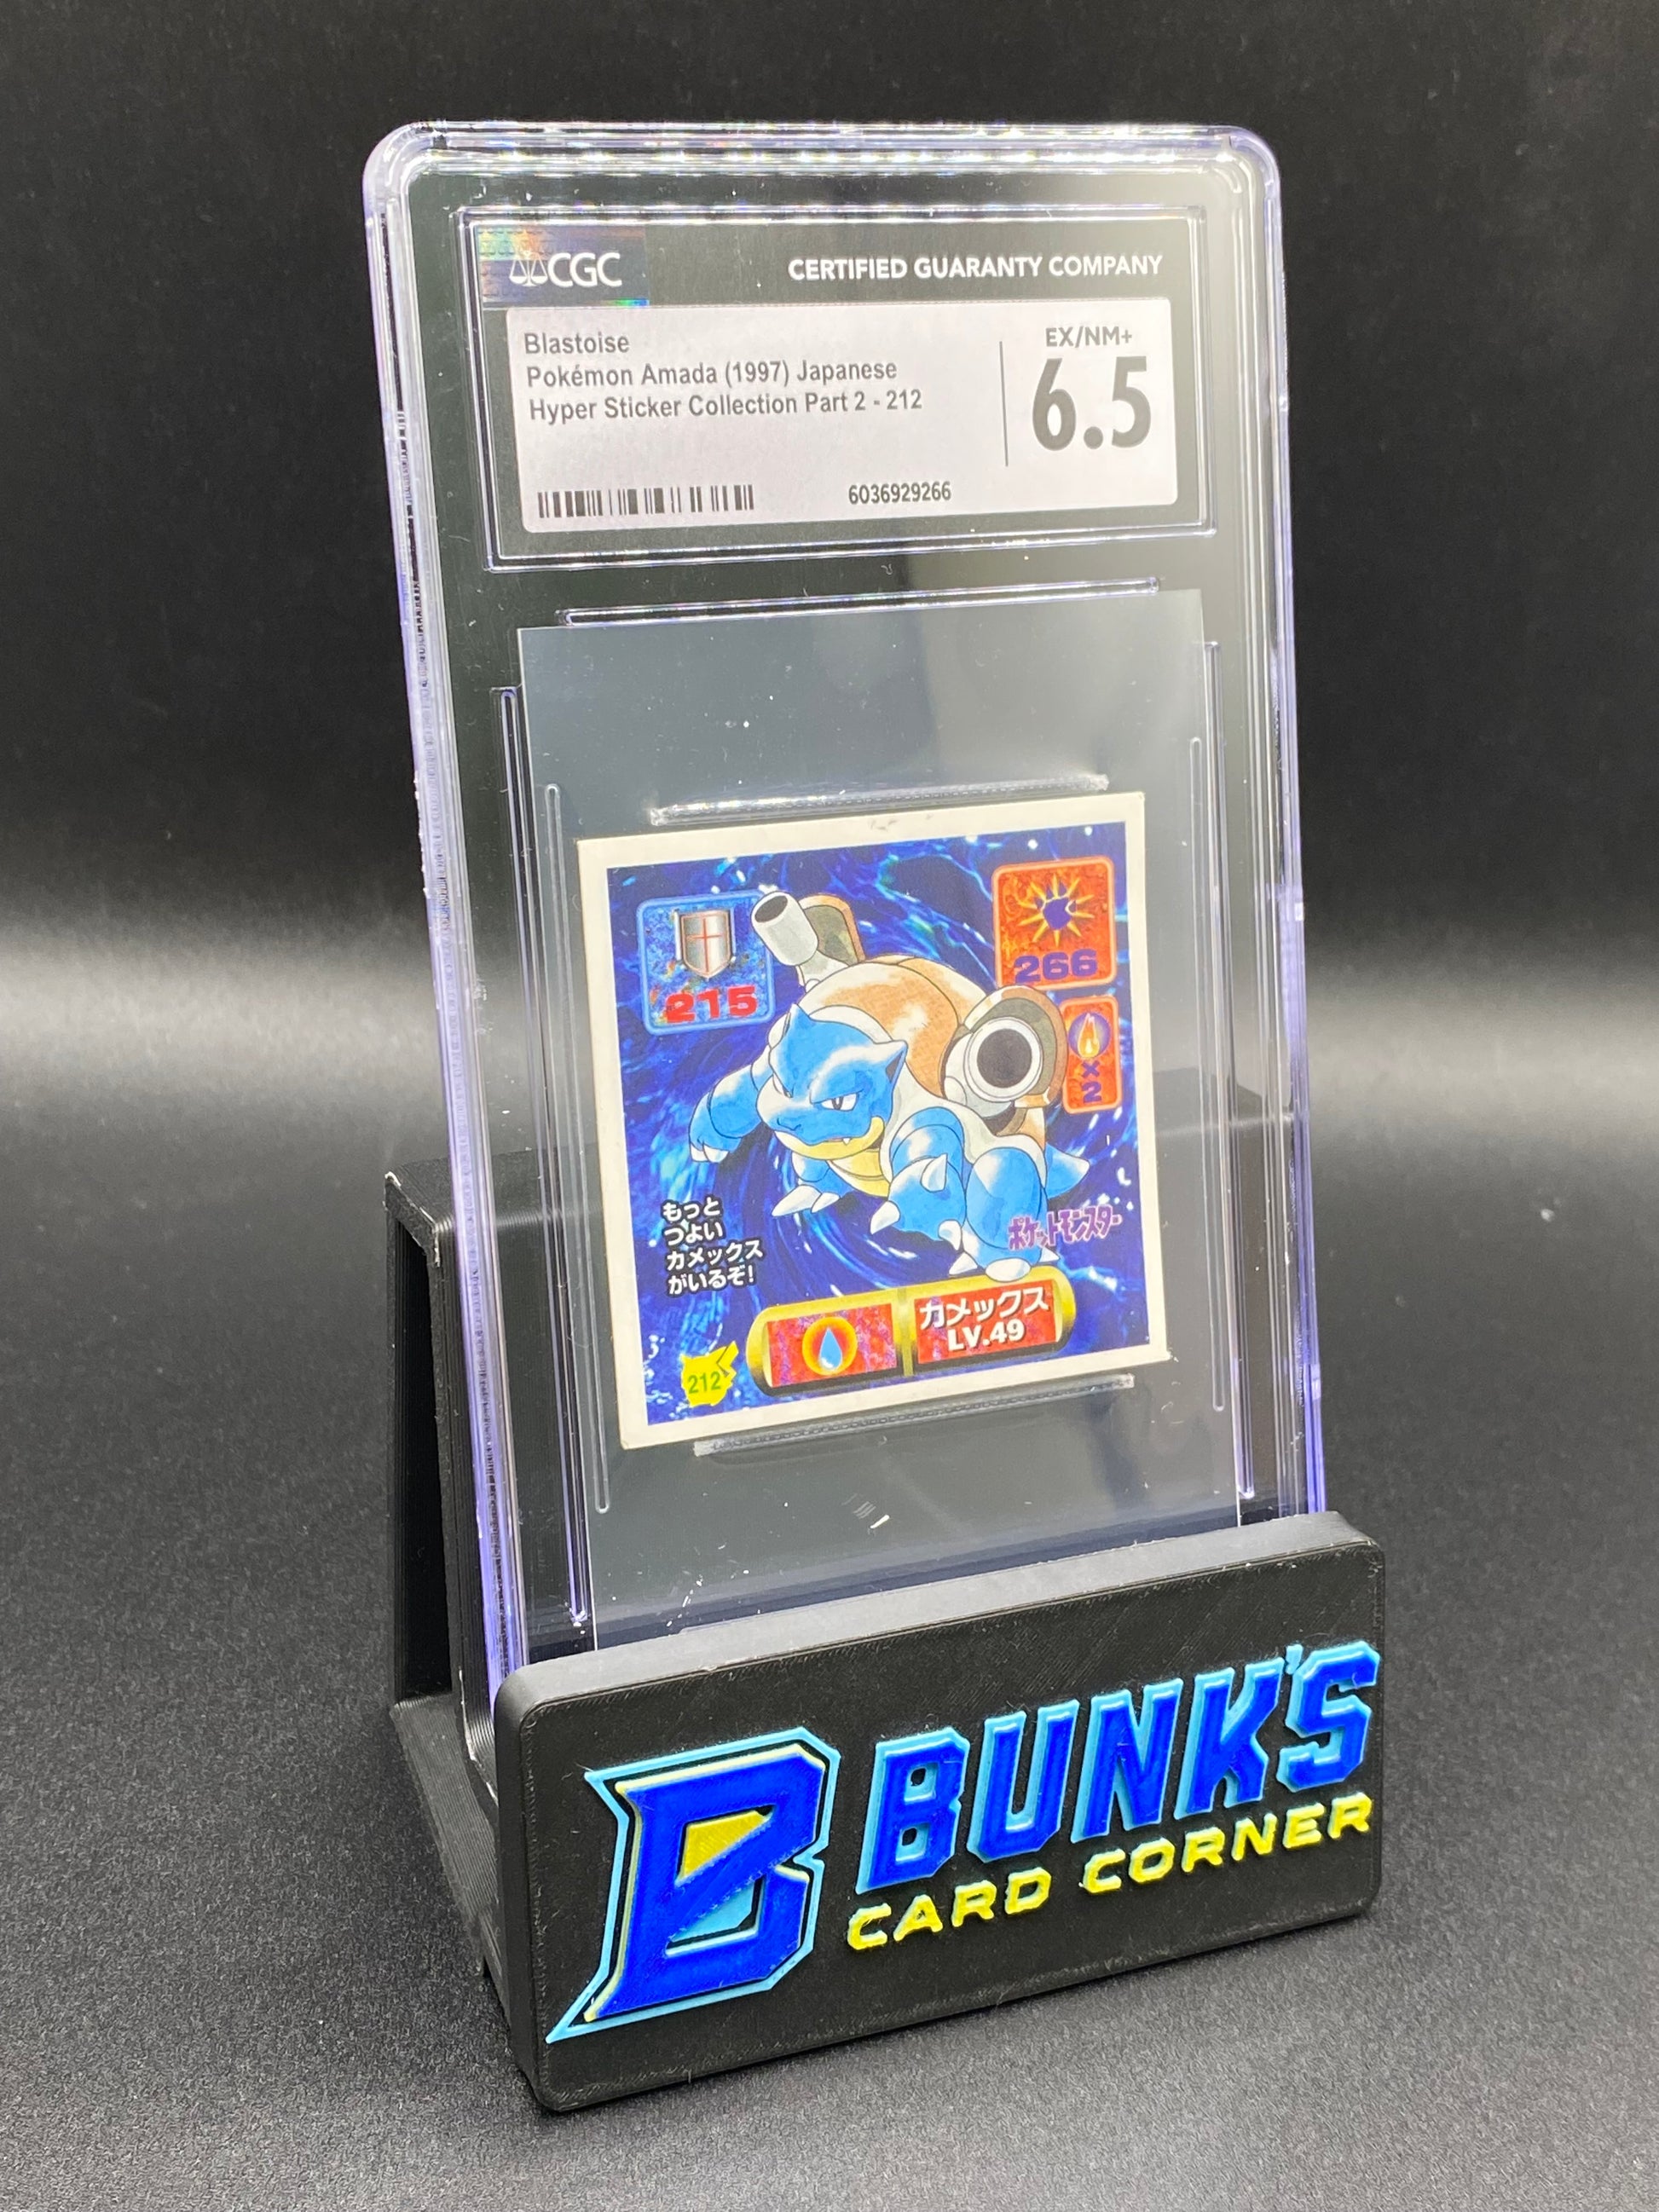 CGC
CERTIFIED GUARANTY COMPANY
Blastoise
Pokémon Amada (1997) Japanese
Hyper Sticker Collection Part 2 - 212
EX/NM+
6.5
6036929266
215
266
×2
もっと
つよい
カメックス
がいるぞ!
ポケットモンスター
カメックス
LV.49
212
B
BUNK'S
CARD CORNER